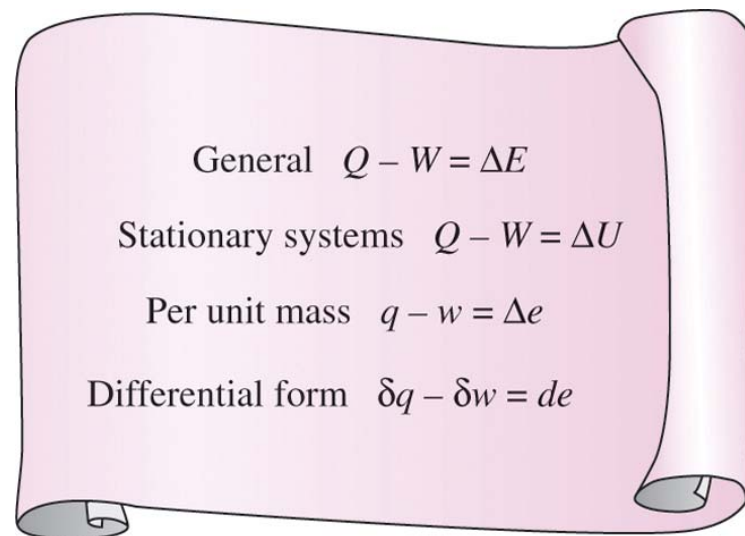 General Q – W = ΔE
Stationary systems Q – W = ΔU
Per unit mass q – w = Δe
Differential form δq – δw = de